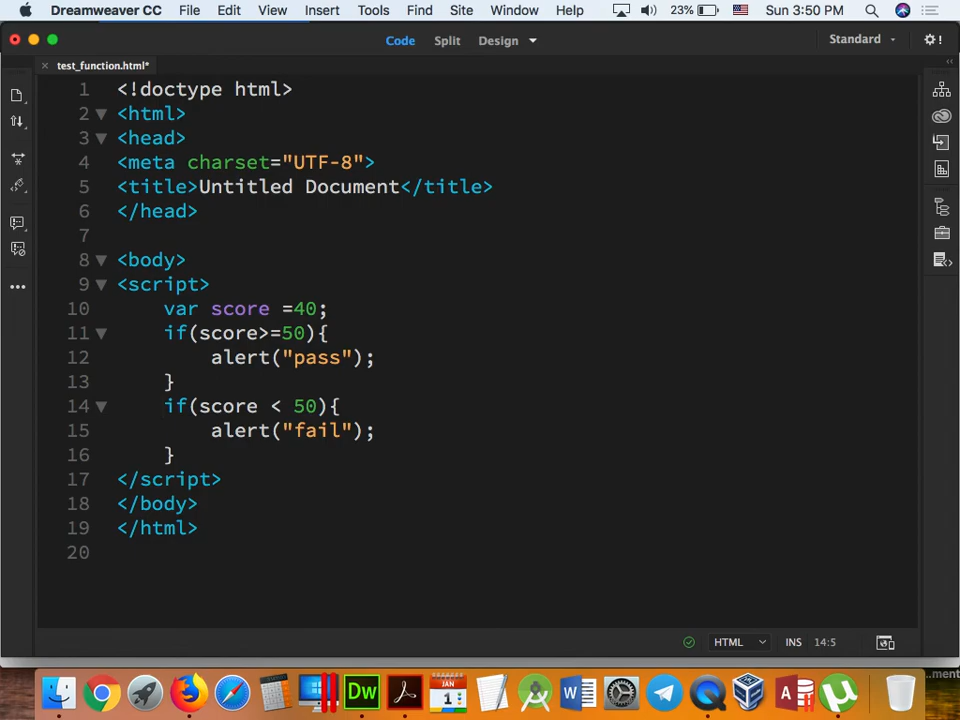 Dreamweaver CC File Edit View Insert Format Tools Find Site Window Help 23% Sun 3:50 PM
Code Split Design Standard
test_function.html*
1 <!doctype html>
2 <html>
3 <head>
4 <meta charset="UTF-8">
5 <title>Untitled Document</title>
6 </head>
7
8 <body>
9 <script>
10 var score =40;
11 if(score>=50){
12 alert("pass");
13 }
14 if(score < 50){
15 alert("fail");
16 }
17 </script>
18 </body>
19 </html>
20
HTML INS 14:5
...ment
Dw JAN 1 W A